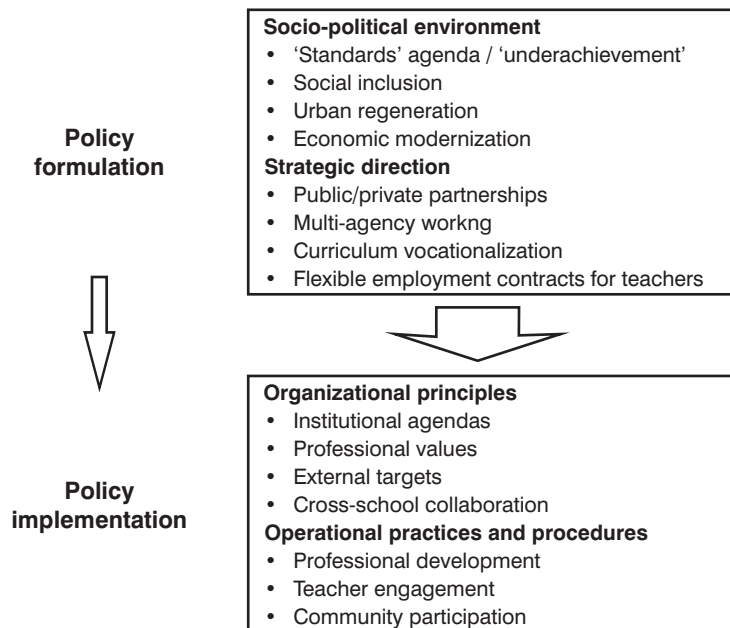 Socio-political environment
• ‘Standards’ agenda / ‘underachievement’
• Social inclusion
• Urban regeneration
• Economic modernization
Policy
formulation
Strategic direction
• Public/private partnerships
• Multi-agency workng
• Curriculum vocationalization
• Flexible employment contracts for teachers
Organizational principles
• Institutional agendas
• Professional values
• External targets
• Cross-school collaboration
Policy
implementation
Operational practices and procedures
• Professional development
• Teacher engagement
• Community participation